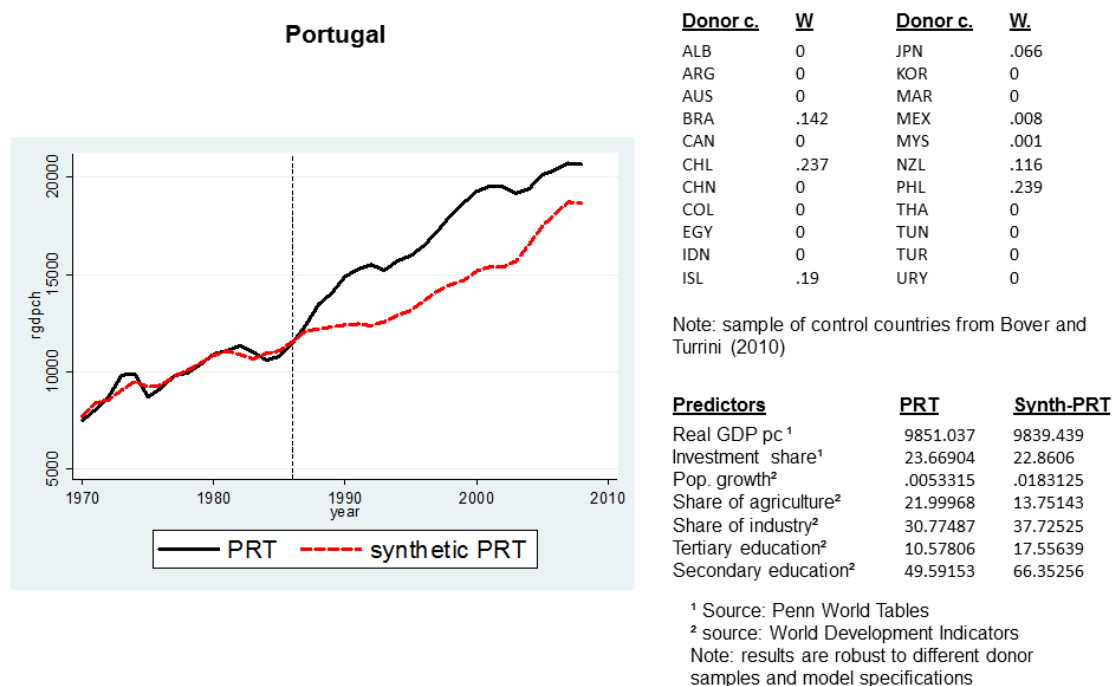 Portugal
rgdpch
20000
15000
10000
5000
1970 1980 1990 2000 2010
year
PRT synthetic PRT
Donor c. W Donor c. W.
ALB 0 JPN .066
ARG 0 KOR 0
AUS 0 MAR 0
BRA .142 MEX .008
CAN 0 MYS .001
CHL .237 NZL .116
CHN 0 PHL .239
COL 0 THA 0
EGY 0 TUN 0
IDN 0 TUR 0
ISL .19 URY 0
Note: sample of control countries from Bover and
Turrini (2010)
Predictors PRT Synth-PRT
Real GDP pc ¹ 9851.037 9839.439
Investment share¹ 23.66904 22.8606
Pop. growth² .0053315 .0183125
Share of agriculture² 21.99968 13.75143
Share of industry² 30.77487 37.72525
Tertiary education² 10.57806 17.55639
Secondary education² 49.59153 66.35256
¹ Source: Penn World Tables
² source: World Development Indicators
Note: results are robust to different donor
samples and model specifications